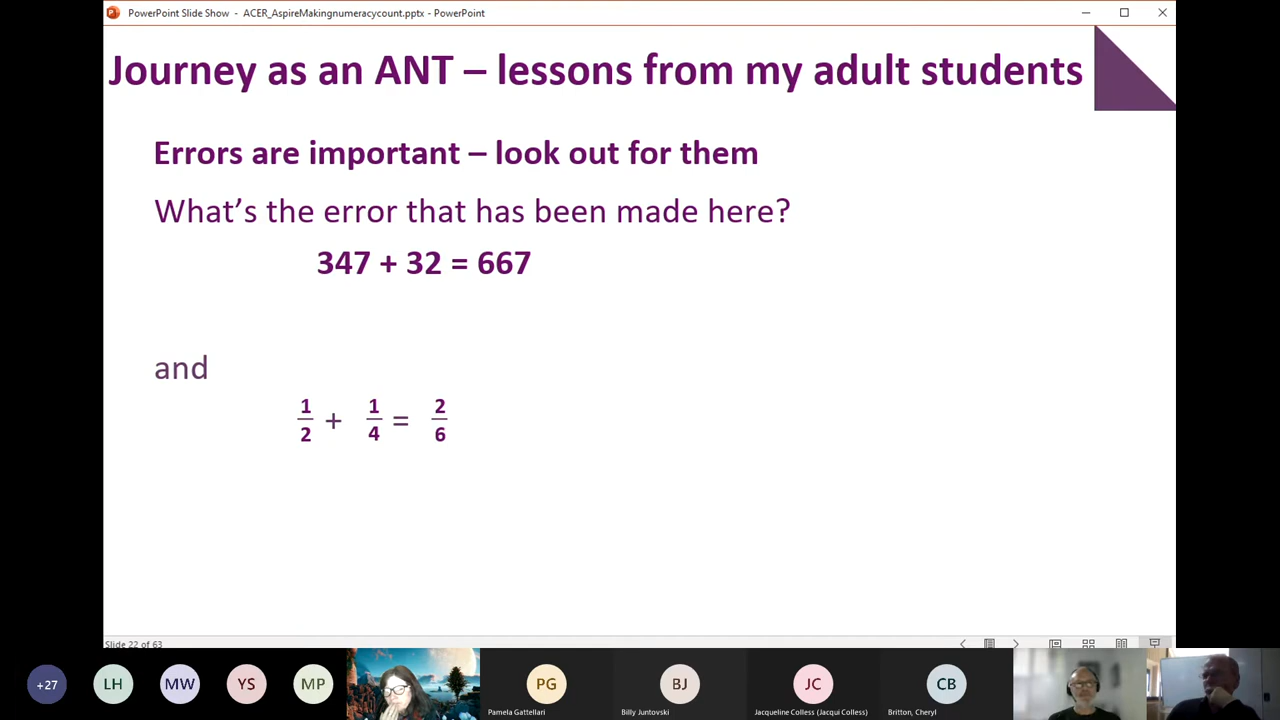 PowerPoint Slide Show - ACER_AspireMakingnumeracycount.pptx - PowerPoint
Journey as an ANT – lessons from my adult students
Errors are important – look out for them
What’s the error that has been made here?
347 + 32 = 667
and
1/2 + 1/4 = 2/6
Slide 22 of 63
+27
LH
MW
YS
MP
PG
BJ
JC
CB
Pamela Gattellari
Billy Juntovski
Jacqueline Colless (Jacqui Colless)
Britton, Cheryl